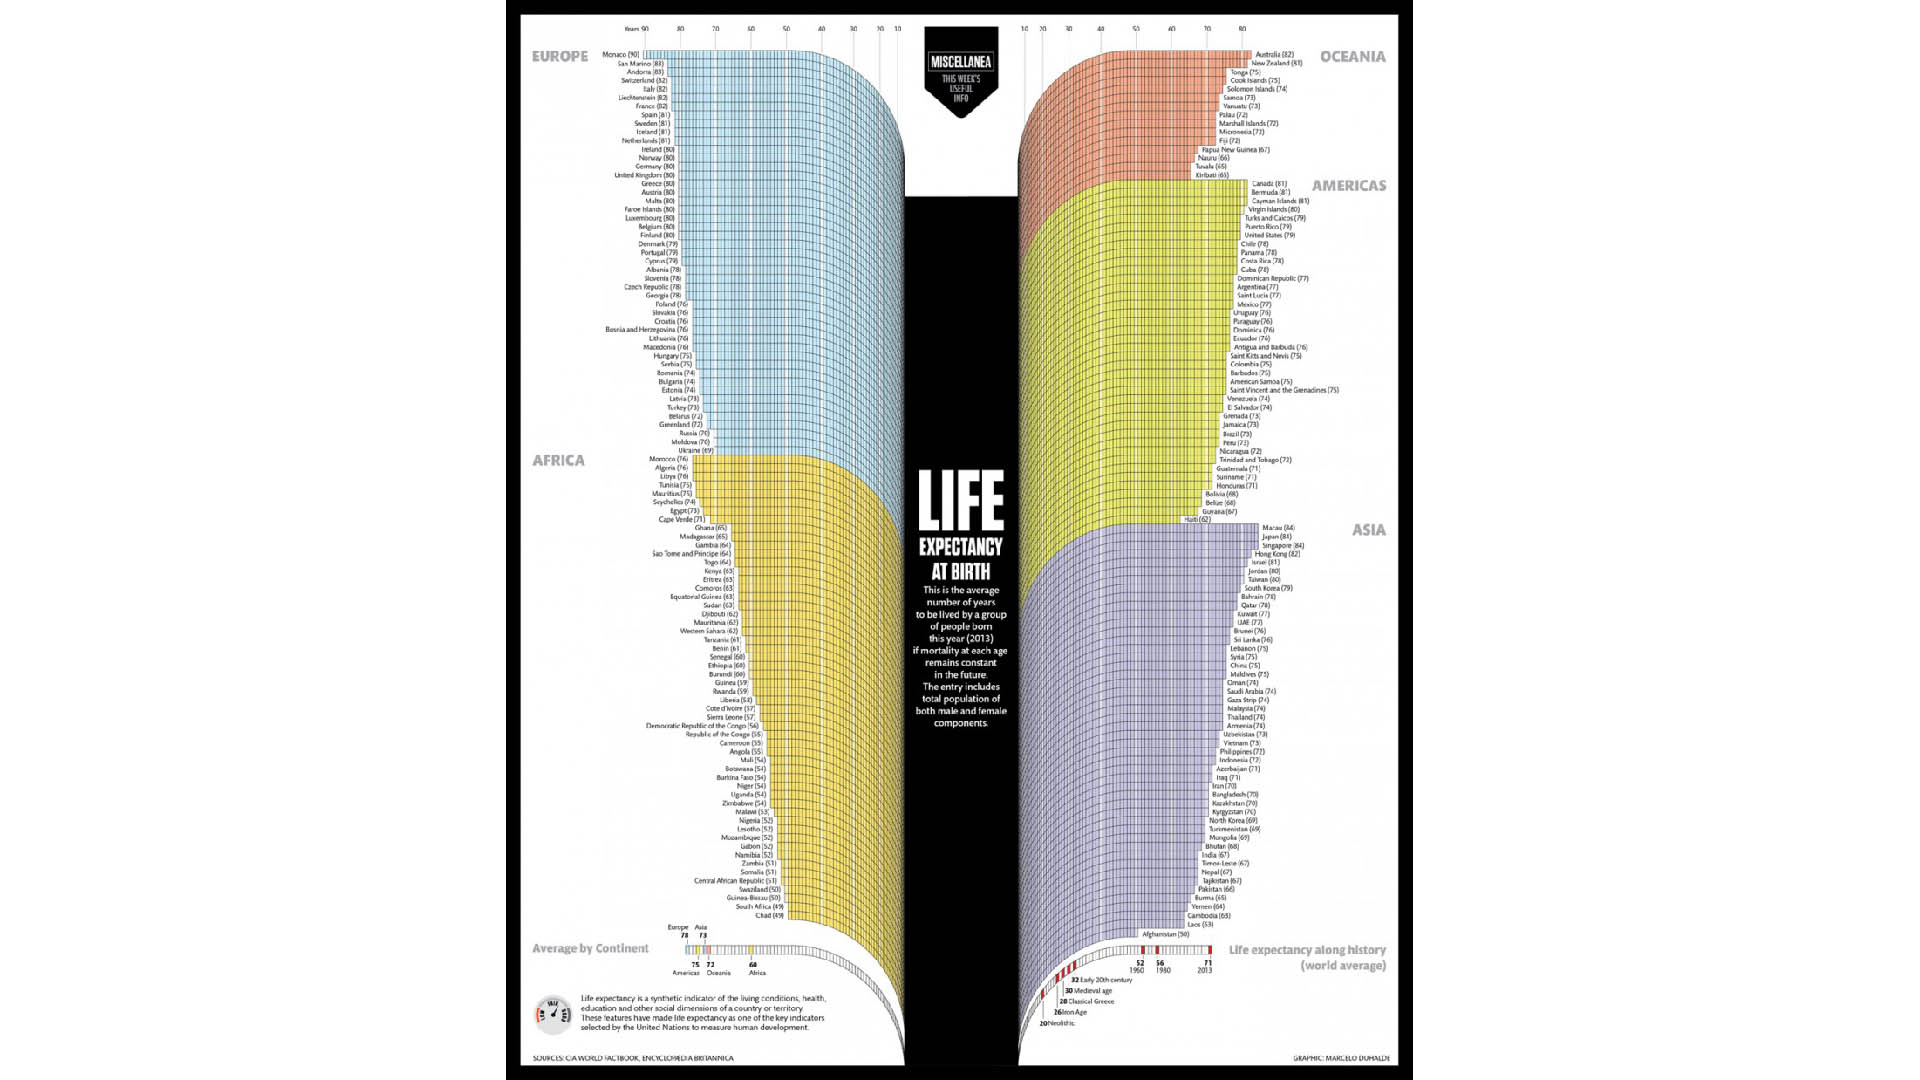 Years 90 80 70 60 50 40 30 20 10
10 20 30 40 50 60 70 80
MISCELLANEA
THIS WEEK'S
USEFUL
INFO
EUROPE
Monaco (90)
San Marino (83)
Andorra (83)
Switzerland (82)
Italy (82)
Liechtenstein (82)
France (82)
Spain (81)
Sweden (81)
Iceland (81)
Netherlands (81)
Ireland (80)
Norway (80)
Germany (80)
United Kingdom (80)
Greece (80)
Austria (80)
Malta (80)
Faroe Islands (80)
Luxembourg (80)
Belgium (80)
Finland (80)
Denmark (79)
Portugal (79)
Cyprus (79)
Albania (78)
Slovenia (78)
Czech Republic (78)
Georgia (78)
Poland (76)
Slovakia (76)
Croatia (76)
Bosnia and Herzegovina (76)
Lithuania (76)
Macedonia (76)
Hungary (75)
Serbia (75)
Romania (74)
Bulgaria (74)
Estonia (74)
Latvia (73)
Turkey (73)
Belarus (72)
Greenland (72)
Russia (70)
Moldova (70)
Ukraine (69)
AFRICA
Morocco (76)
Algeria (76)
Libya (76)
Tunisia (75)
Mauritius (75)
Seychelles (74)
Egypt (73)
Cape Verde (71)
Ghana (65)
Madagascar (65)
Gambia (64)
Sao Tome and Principe (64)
Togo (64)
Kenya (63)
Eritrea (63)
Comoros (63)
Equatorial Guinea (63)
Sudan (63)
Djibouti (62)
Mauritania (62)
Western Sahara (62)
Tanzania (61)
Benin (61)
Senegal (60)
Ethiopia (60)
Burundi (60)
Guinea (59)
Rwanda (59)
Liberia (58)
Cote d'Ivoire (57)
Sierra Leone (57)
Democratic Republic of the Congo (56)
Republic of the Congo (55)
Cameroon (55)
Angola (55)
Mali (54)
Botswana (54)
Burkina Faso (54)
Niger (54)
Uganda (54)
Zimbabwe (54)
Malawi (53)
Nigeria (52)
Lesotho (52)
Mozambique (52)
Gabon (52)
Namibia (52)
Zambia (51)
Somalia (51)
Central African Republic (51)
Swaziland (50)
Guinea-Bissau (50)
South Africa (49)
Chad (49)
LIFE
EXPECTANCY
AT BIRTH
This is the average
number of years
to be lived by a group
of people born
this year (2013)
if mortality at each age
remains constant
in the future.
The entry includes
total population of
both male and female
components.
OCEANIA
Australia (82)
New Zealand (81)
Tonga (75)
Cook Islands (75)
Solomon Islands (74)
Samoa (73)
Vanuatu (73)
Palau (72)
Marshall Islands (72)
Micronesia (72)
Fiji (72)
Papua New Guinea (67)
Nauru (66)
Tuvalu (65)
Kiribati (65)
AMERICAS
Canada (81)
Bermuda (81)
Cayman Islands (81)
Virgin Islands (80)
Turks and Caicos (79)
Puerto Rico (79)
United States (79)
Chile (78)
Panama (78)
Costa Rica (78)
Cuba (78)
Dominican Republic (77)
Argentina (77)
Saint Lucia (77)
Mexico (77)
Uruguay (76)
Paraguay (76)
Dominica (76)
Ecuador (76)
Antigua and Barbuda (76)
Saint Kitts and Nevis (75)
Colombia (75)
Barbados (75)
American Samoa (75)
Saint Vincent and the Grenadines (75)
Venezuela (74)
El Salvador (74)
Grenada (73)
Jamaica (73)
Brazil (73)
Peru (73)
Nicaragua (72)
Trinidad and Tobago (72)
Guatemala (71)
Suriname (71)
Honduras (71)
Bolivia (68)
Belize (68)
Guyana (67)
Haiti (62)
ASIA
Macau (84)
Japan (84)
Singapore (84)
Hong Kong (82)
Israel (81)
Jordan (80)
Taiwan (80)
South Korea (79)
Bahrain (78)
Qatar (78)
Kuwait (77)
UAE (77)
Brunei (76)
Sri Lanka (76)
Lebanon (75)
Syria (75)
China (75)
Maldives (75)
Oman (74)
Saudi Arabia (74)
Gaza Strip (74)
Malaysia (74)
Thailand (74)
Armenia (74)
Uzbekistan (73)
Vietnam (73)
Philippines (72)
Indonesia (72)
Azerbaijan (71)
Iraq (71)
Iran (70)
Bangladesh (70)
Kazakhstan (70)
Kyrgyzstan (70)
North Korea (69)
Turkmenistan (69)
Mongolia (69)
Bhutan (68)
India (67)
Timor-Leste (67)
Nepal (67)
Tajikistan (67)
Pakistan (66)
Burma (65)
Yemen (64)
Cambodia (63)
Laos (63)
Afghanistan (50)
Average by Continent
Europe Asia
78 73
75 72 60
Americas Oceania Africa
Life expectancy along history
(world average)
52 56 71
1960 1980 2013
32 Early 20th century
30 Medieval age
28 Classical Greece
26 Iron Age
20 Neolithic
Life expectancy is a synthetic indicator of the living conditions, health,
education and other social dimensions of a country or territory.
These features have made life expectancy as one of the key indicators
selected by the United Nations to measure human development.
SOURCES: CIA WORLD FACTBOOK, ENCYCLOPÆDIA BRITANNICA
GRAPHIC: MARCELO DUHALDE